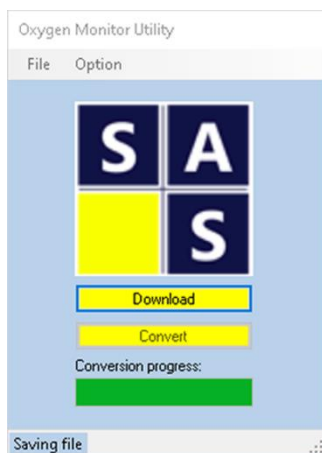 Oxygen Monitor Utility
File Option
S A
S
Download
Convert
Conversion progress:
Saving file